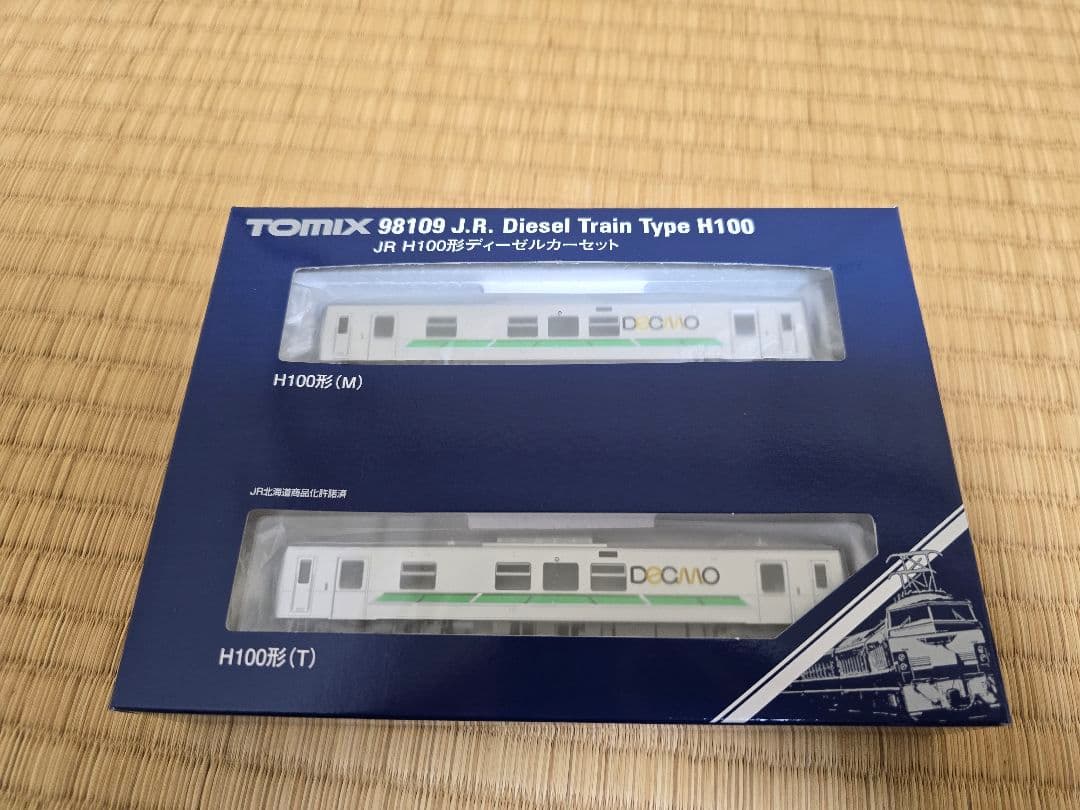 TOMIX 98109 J.R. Diesel Train Type H100
JR H100形ディーゼルカーセット
DECMO
H100形(M)
JR北海道商品化許諾済
DECMO
H100形(T)